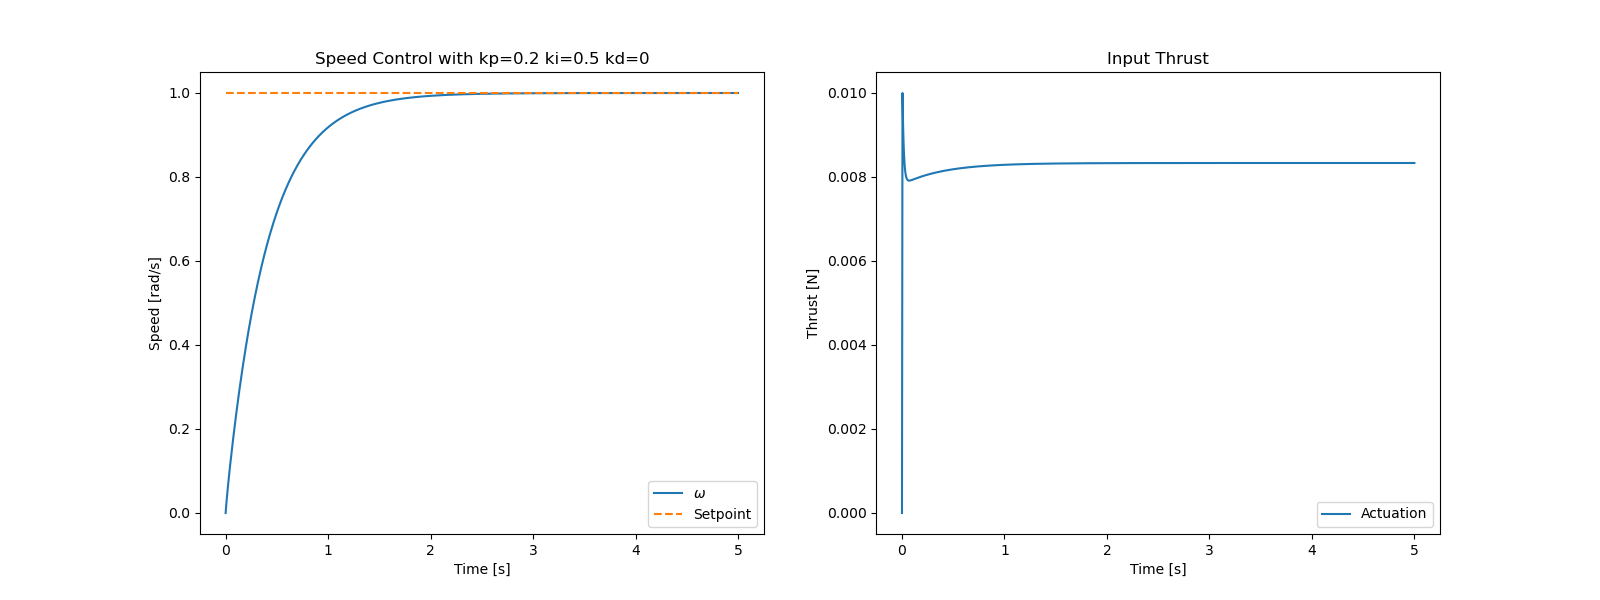 Speed Control with kp=0.2 ki=0.5 kd=0
Speed [rad/s]
1.0
0.8
0.6
0.4
0.2
0.0
0 1 2 3 4 5
Time [s]
ω
Setpoint
Input Thrust
Thrust [N]
0.010
0.008
0.006
0.004
0.002
0.000
0 1 2 3 4 5
Time [s]
Actuation